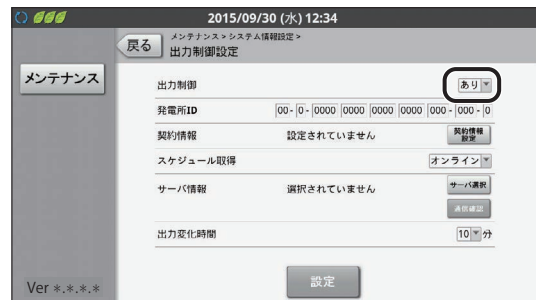 2015/09/30 (水) 12:34
戻る
メンテナンス>システム情報設定>
出力制御設定
メンテナンス
出力制御 あり
発電所ID 00 - 0 - 0000 0000 0000 0000 000 - 000 - 0
契約情報 設定されていません 契約情報設定
スケジュール取得 オンライン
サーバ情報 選択されていません サーバ選択
通信確認
出力変化時間 10 分
設定
Ver *.*.*.*